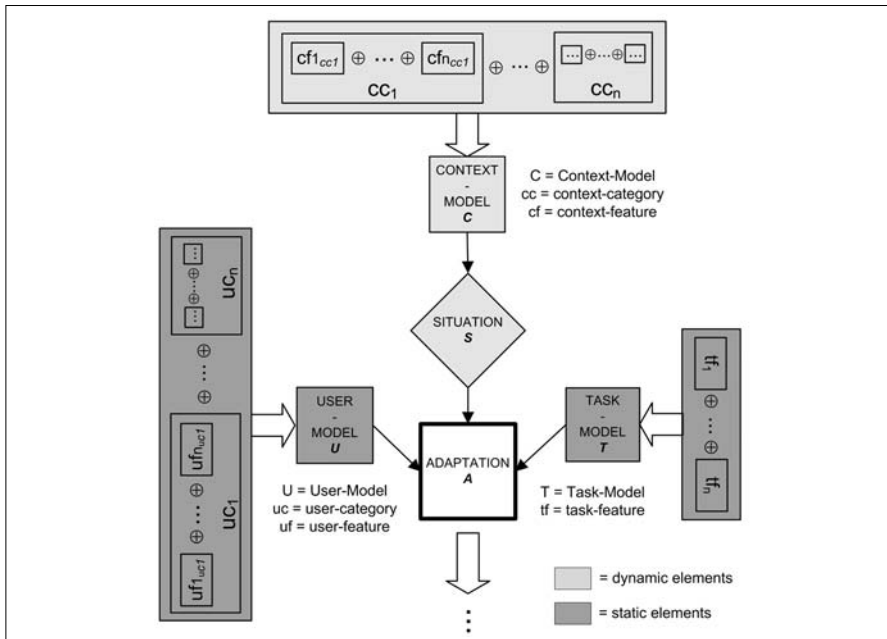 cf1cc1 ⊕ ... ⊕ cfncc1 ⊕ ... ⊕ ... ⊕...⊕ ...
cc1
ccn
CONTEXT
-
MODEL
C
C = Context-Model
cc = context-category
cf = context-feature
SITUATION
S
ucn
... ⊕...⊕ ...
⊕ ... ⊕
uc1
ufnuc1
⊕ ... ⊕
uf1uc1
USER
-
MODEL
U
U = User-Model
uc = user-category
uf = user-feature
ADAPTATION
A
TASK
-
MODEL
T
T = Task-Model
tf = task-feature
tf1
⊕ ... ⊕
tfn
...
= dynamic elements
= static elements